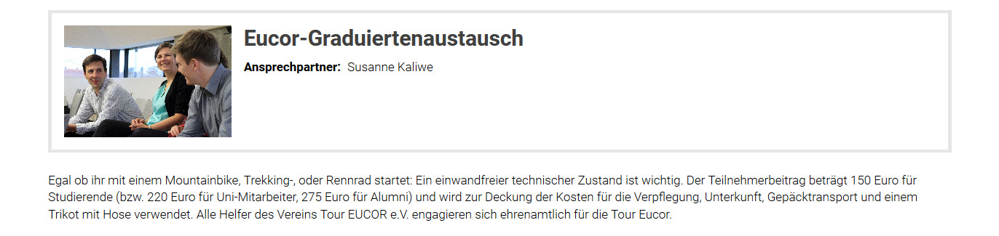 Eucor-Graduiertenaustausch
Ansprechpartner: Susanne Kaliwe
Egal ob ihr mit einem Mountainbike, Trekking-, oder Rennrad startet: Ein einwandfreier technischer Zustand ist wichtig. Der Teilnehmerbeitrag beträgt 150 Euro für
Studierende (bzw. 220 Euro für Uni-Mitarbeiter, 275 Euro für Alumni) und wird zur Deckung der Kosten für die Verpflegung, Unterkunft, Gepäcktransport und einem
Trikot mit Hose verwendet. Alle Helfer des Vereins Tour EUCOR e.V. engagieren sich ehrenamtlich für die Tour Eucor.